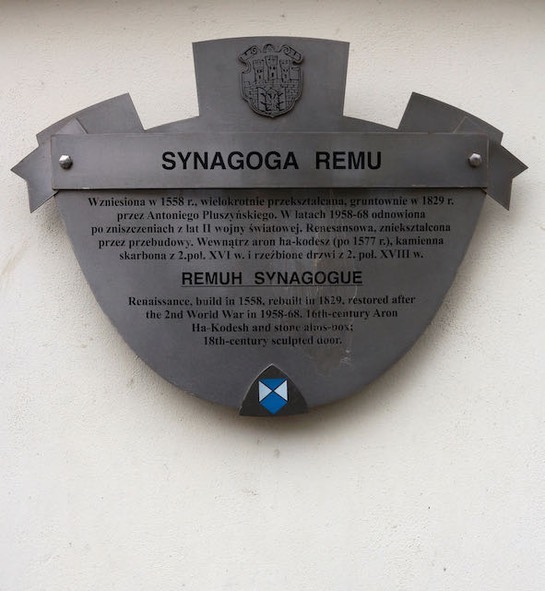 SYNAGOGA REMU
Wzniesiona w 1558 r., wielokrotnie przekształcana, gruntownie w 1829 r.
przez Antoniego Pluszyńskiego. W latach 1958-68 odnowiona
po zniszczeniach z lat II wojny światowej. Renesansowa, zniekształcona
przez przebudowy. Wewnątrz aron ha-kodesz (po 1577 r.), kamienna
skarbona z 2.poł. XVI w. i rzeźbione drzwi z 2. poł. XVIII w.
REMUH SYNAGOGUE
Renaissance, build in 1558, rebuilt in 1829, restored after
the 2nd World War in 1958-68. 16th-century Aron
Ha-Kodesh and stone alms-box;
18th-century sculpted door.